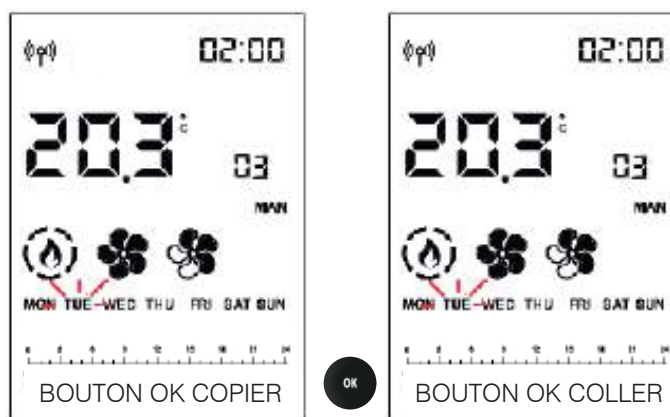 02:00
20.3 °C
03
MAN
MON TUE WED THU FRI SAT SUN
BOUTON OK COPIER
OK
02:00
20.3 °C
03
MAN
MON TUE WED THU FRI SAT SUN
BOUTON OK COLLER